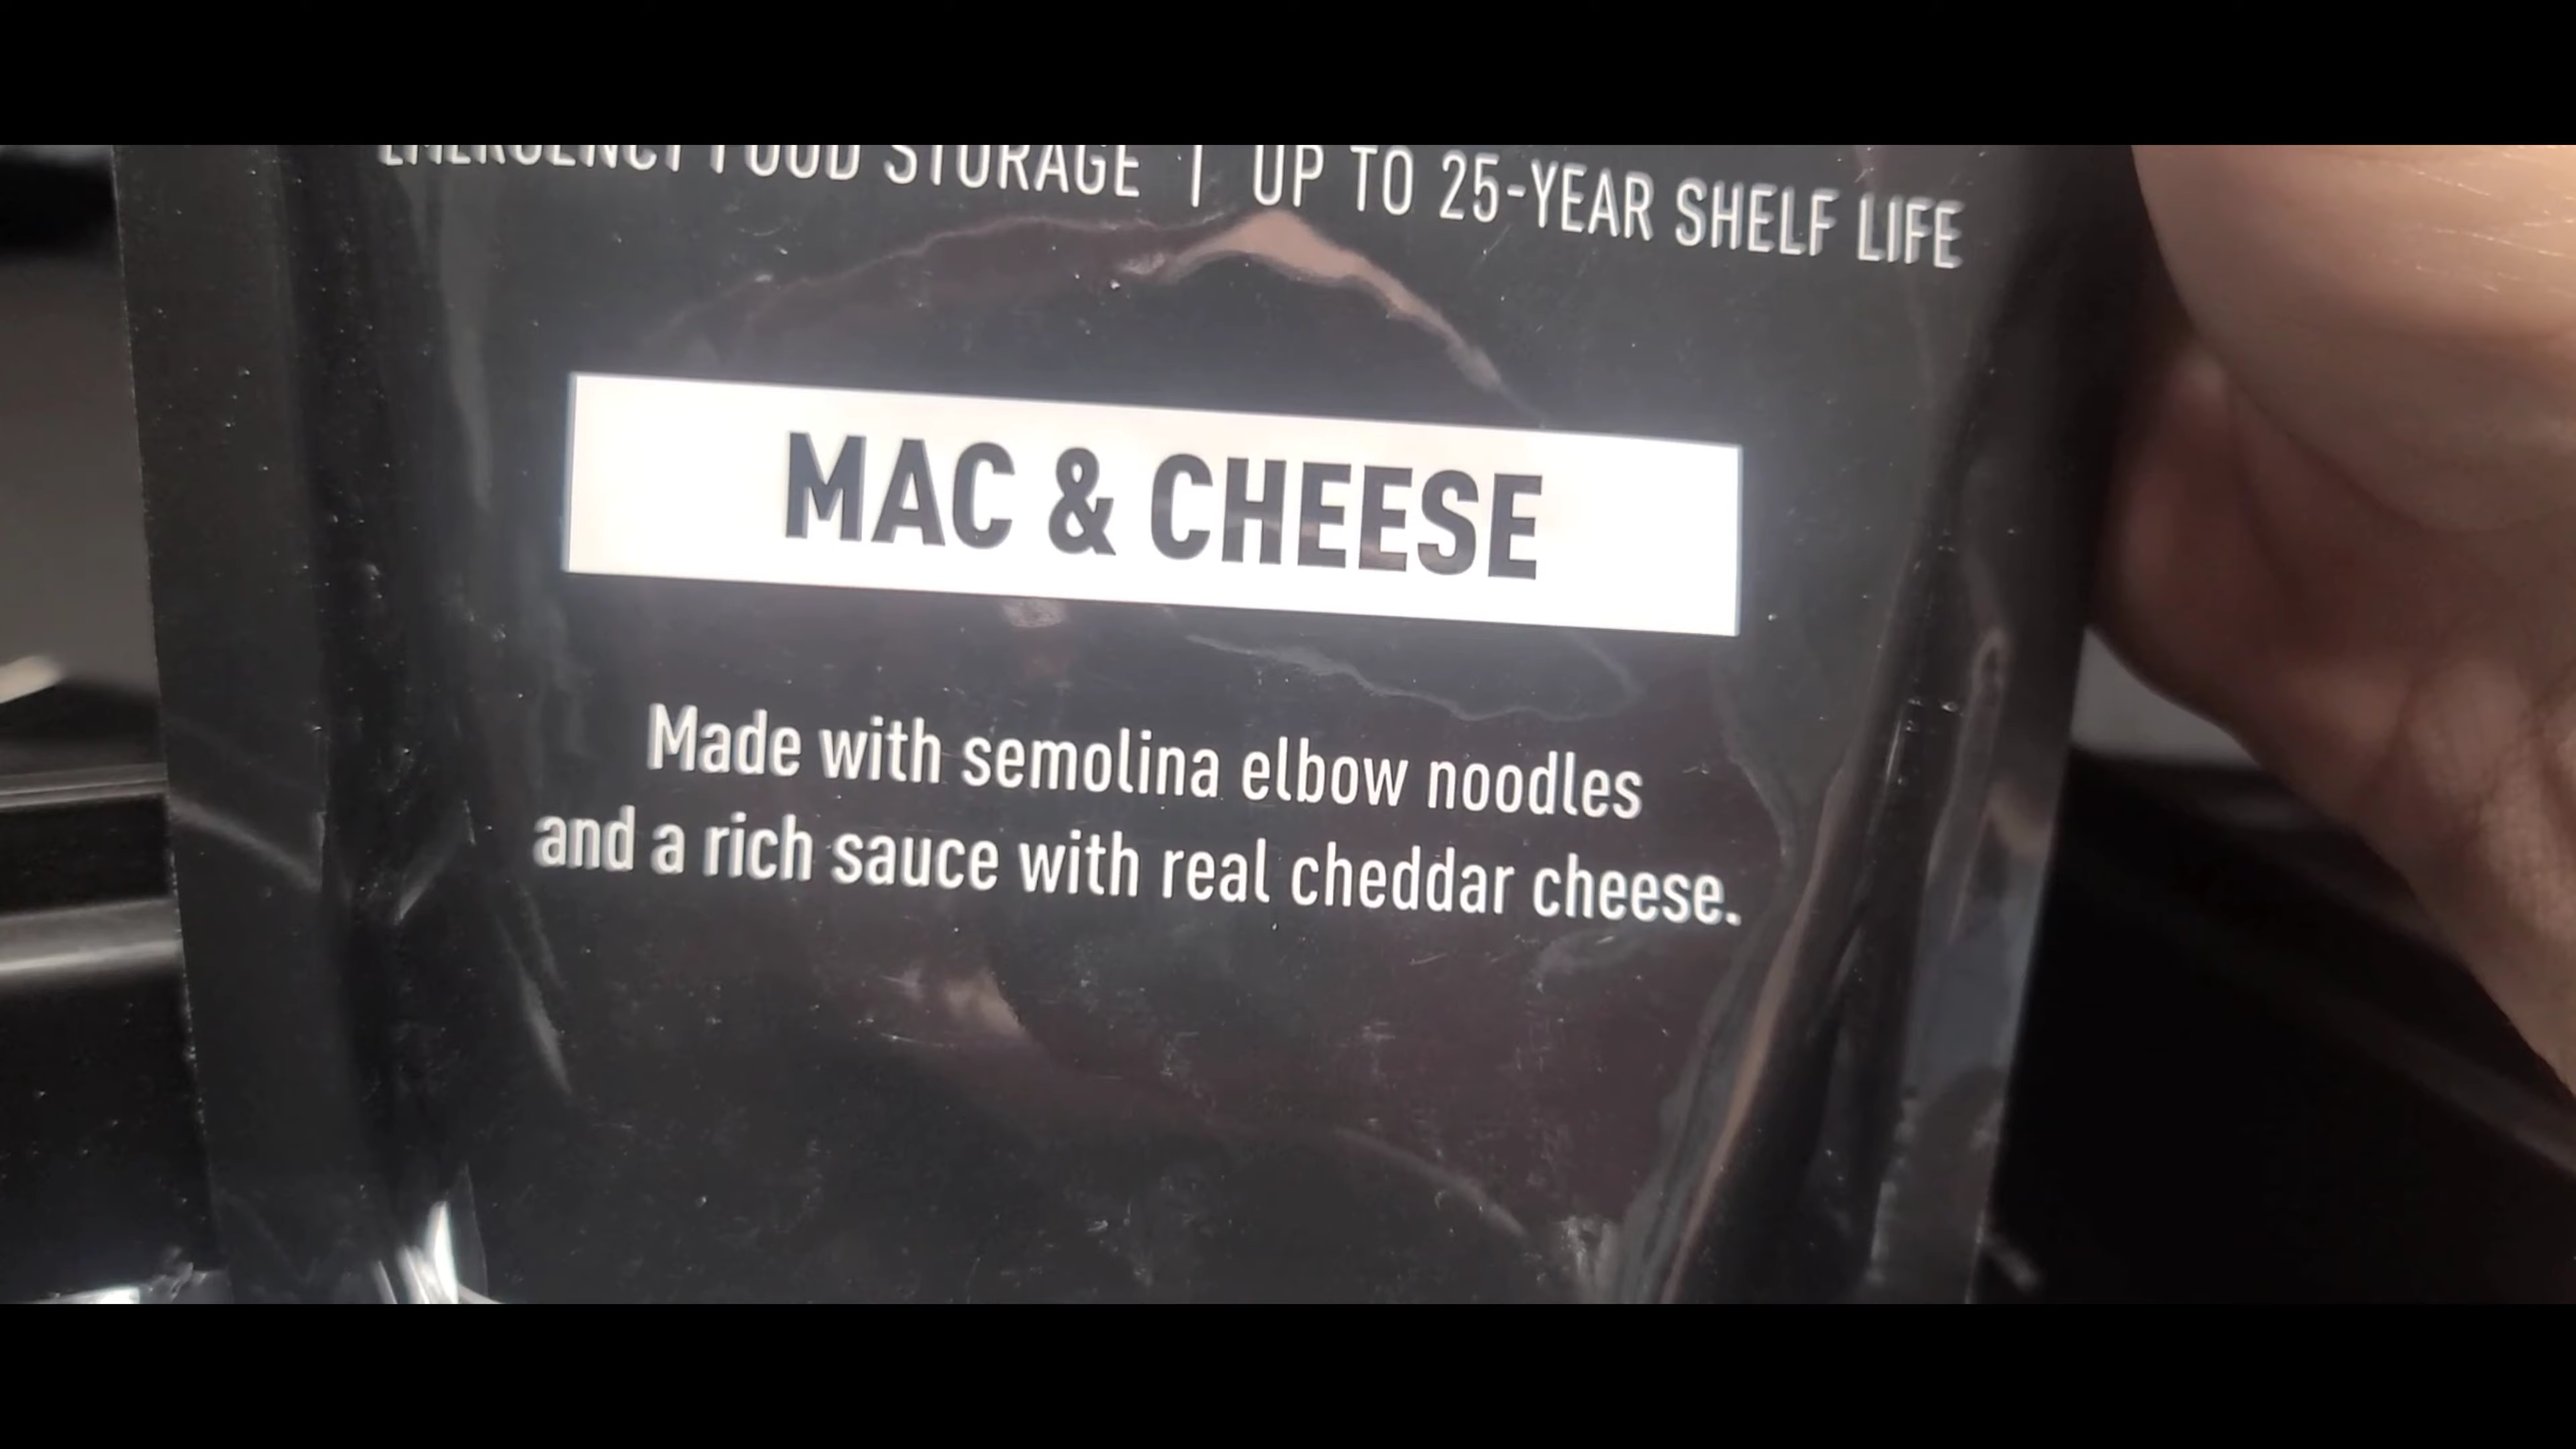 EMERGENCY FOOD STORAGE | UP TO 25-YEAR SHELF LIFE
MAC & CHEESE
Made with semolina elbow noodles
and a rich sauce with real cheddar cheese.